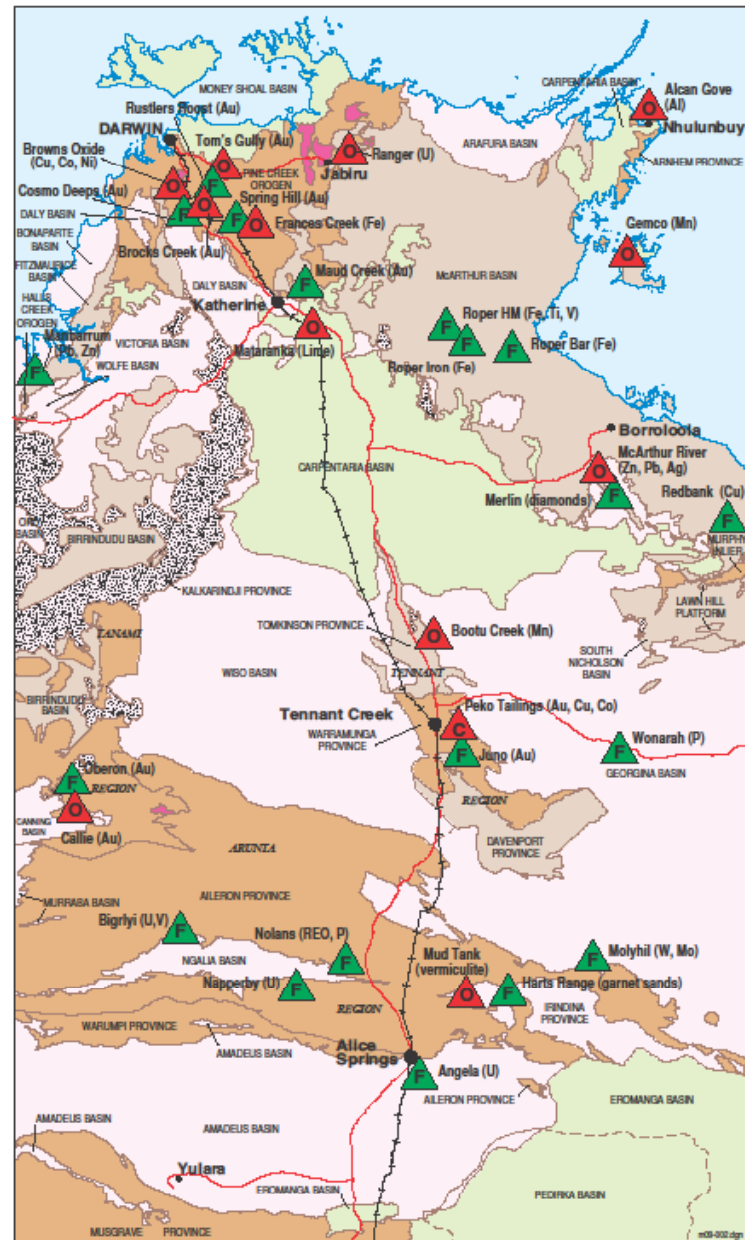 MONEY SHOAL BASIN
CARPENTARIA BASIN
Alcan Gove
(Al)
O
Nhulunbuy
Rustlers Roost (Au)
DARWIN
Tom's Gully (Au)
O
Browns Oxide
(Cu, Co, Ni)
O
O
Ranger (U)
Jabiru
ARAFURA BASIN
ARNHEM PROVINCE
PINE CREEK
OROGEN
F
Cosmo Deeps (Au)
F
O
Spring Hill (Au)
F
O
Frances Creek (Fe)
Gemco (Mn)
O
DALY BASIN
BONAPARTE
BASIN
Brocks Creek (Au)
FITZMAURICE
BASIN
DALY BASIN
Maud Creek (Au)
F
McARTHUR BASIN
HALLS
CREEK
OROGEN
Katherine
Roper HM (Fe, Ti, V)
F
F
F
Roper Bar (Fe)
Roper Iron (Fe)
VICTORIA BASIN
O
Mataranka (Lime)
(Pb, Zn)
F
WOLFE BASIN
Borroloola
CARPENTARIA BASIN
McArthur River
(Zn, Pb, Ag)
O
Merlin (diamonds)
F
Redbank (Cu)
F
BASIN
BIRRINDUDU BASIN
MURPHY
INLIER
KALKARINDJI PROVINCE
LAWN HILL
PLATFORM
TOMKINSON PROVINCE
O
Bootu Creek (Mn)
TANAMI
SOUTH
NICHOLSON
BASIN
WISO BASIN
TENNANT
BIRRINDUDU
BASIN
Tennant Creek
C
Peko Tailings (Au, Cu, Co)
WARRAMUNGA
PROVINCE
F
Juno (Au)
F
Wonarah (P)
GEORGINA BASIN
Oberon (Au)
F
REGION
REGION
CANNING
BASIN
O
Callie (Au)
DAVENPORT
PROVINCE
ARUNTA
MURRABA BASIN
AILERON PROVINCE
Bigrlyi (U,V)
F
Nolans (REO, P)
F
Mud Tank
(vermiculite)
O
Molyhil (W, Mo)
F
NGALIA BASIN
Napperby (U)
F
F
Harts Range (garnet sands)
REGION
IRINDINA
PROVINCE
WARUMPI PROVINCE
AMADEUS BASIN
Alice
Springs
F
Angela (U)
AILERON PROVINCE
EROMANGA BASIN
AMADEUS BASIN
AMADEUS BASIN
Yulara
EROMANGA BASIN
PEDIRKA BASIN
MUSGRAVE PROVINCE
m09-302.dgn